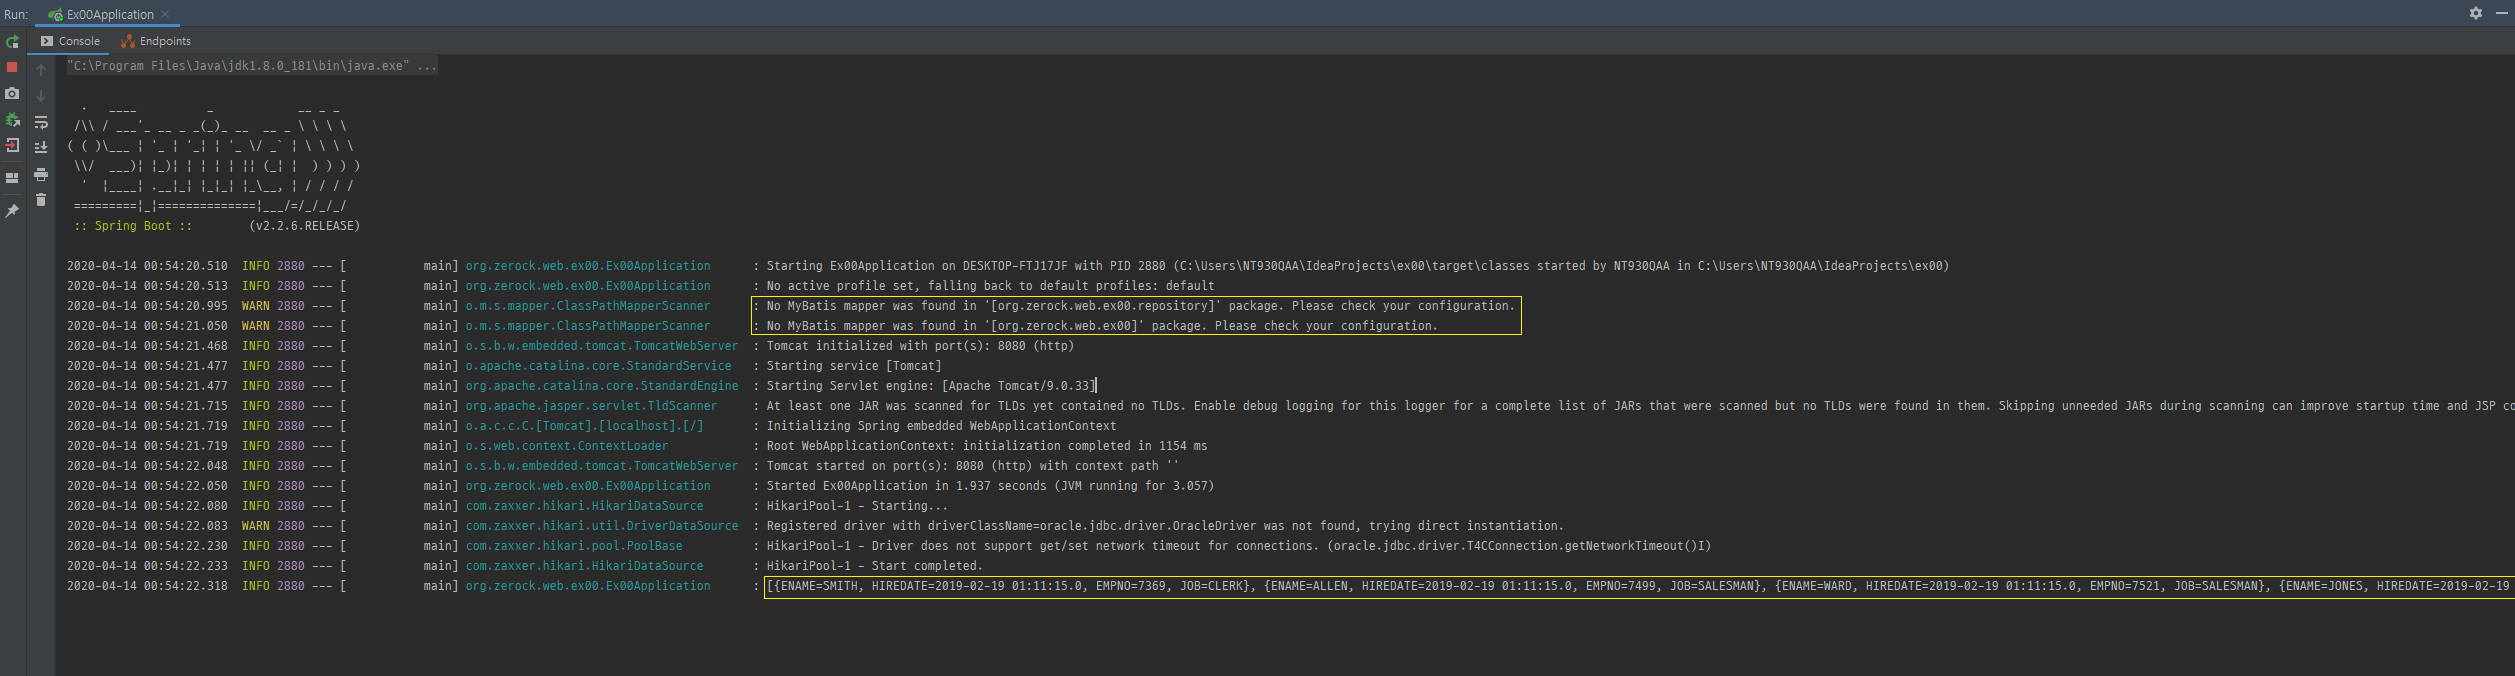 Run: Ex00Application
Console Endpoints
"C:\Program Files\Java\jdk1.8.0_181\bin\java.exe" ...
  .   ____          _            __ _ _
 /\\ / ___'_ __ _ _(_)_ __  __ _ \ \ \ \
( ( )\___ | '_ | '_| | '_ \/ _` | \ \ \ \
 \\/  ___)| |_)| | | | | || (_| |  ) ) ) )
  '  |____| .__|_| |_|_| |_\__, | / / / /
 =========|_|==============|___/=/_/_/_/
 :: Spring Boot ::        (v2.2.6.RELEASE)
2020-04-14 00:54:20.510  INFO 2880 --- [           main] org.zerock.web.ex00.Ex00Application      : Starting Ex00Application on DESKTOP-FTJ17JF with PID 2880 (C:\Users\NT930QAA\IdeaProjects\ex00\target\classes started by NT930QAA in C:\Users\NT930QAA\IdeaProjects\ex00)
2020-04-14 00:54:20.513  INFO 2880 --- [           main] org.zerock.web.ex00.Ex00Application      : No active profile set, falling back to default profiles: default
2020-04-14 00:54:20.995  WARN 2880 --- [           main] o.m.s.mapper.ClassPathMapperScanner      : No MyBatis mapper was found in '[org.zerock.web.ex00.repository]' package. Please check your configuration.
2020-04-14 00:54:21.050  WARN 2880 --- [           main] o.m.s.mapper.ClassPathMapperScanner      : No MyBatis mapper was found in '[org.zerock.web.ex00]' package. Please check your configuration.
2020-04-14 00:54:21.468  INFO 2880 --- [           main] o.s.b.w.embedded.tomcat.TomcatWebServer  : Tomcat initialized with port(s): 8080 (http)
2020-04-14 00:54:21.477  INFO 2880 --- [           main] o.apache.catalina.core.StandardService   : Starting service [Tomcat]
2020-04-14 00:54:21.477  INFO 2880 --- [           main] org.apache.catalina.core.StandardEngine  : Starting Servlet engine: [Apache Tomcat/9.0.33]
2020-04-14 00:54:21.715  INFO 2880 --- [           main] org.apache.jasper.servlet.TldScanner     : At least one JAR was scanned for TLDs yet contained no TLDs. Enable debug logging for this logger for a complete list of JARs that were scanned but no TLDs were found in them. Skipping unneeded JARs during scanning can improve startup time and JSP co
2020-04-14 00:54:21.719  INFO 2880 --- [           main] o.a.c.c.C.[Tomcat].[localhost].[/]       : Initializing Spring embedded WebApplicationContext
2020-04-14 00:54:21.719  INFO 2880 --- [           main] o.s.web.context.ContextLoader            : Root WebApplicationContext: initialization completed in 1154 ms
2020-04-14 00:54:22.048  INFO 2880 --- [           main] o.s.b.w.embedded.tomcat.TomcatWebServer  : Tomcat started on port(s): 8080 (http) with context path ''
2020-04-14 00:54:22.050  INFO 2880 --- [           main] org.zerock.web.ex00.Ex00Application      : Started Ex00Application in 1.937 seconds (JVM running for 3.057)
2020-04-14 00:54:22.080  INFO 2880 --- [           main] com.zaxxer.hikari.HikariDataSource       : HikariPool-1 - Starting...
2020-04-14 00:54:22.083  WARN 2880 --- [           main] com.zaxxer.hikari.util.DriverDataSource  : Registered driver with driverClassName=oracle.jdbc.driver.OracleDriver was not found, trying direct instantiation.
2020-04-14 00:54:22.230  INFO 2880 --- [           main] com.zaxxer.hikari.pool.PoolBase          : HikariPool-1 - Driver does not support get/set network timeout for connections. (oracle.jdbc.driver.T4CConnection.getNetworkTimeout()I)
2020-04-14 00:54:22.233  INFO 2880 --- [           main] com.zaxxer.hikari.HikariDataSource       : HikariPool-1 - Start completed.
2020-04-14 00:54:22.318  INFO 2880 --- [           main] org.zerock.web.ex00.Ex00Application      : [{ENAME=SMITH, HIREDATE=2019-02-19 01:11:15.0, EMPNO=7369, JOB=CLERK}, {ENAME=ALLEN, HIREDATE=2019-02-19 01:11:15.0, EMPNO=7499, JOB=SALESMAN}, {ENAME=WARD, HIREDATE=2019-02-19 01:11:15.0, EMPNO=7521, JOB=SALESMAN}, {ENAME=JONES, HIREDATE=2019-02-19